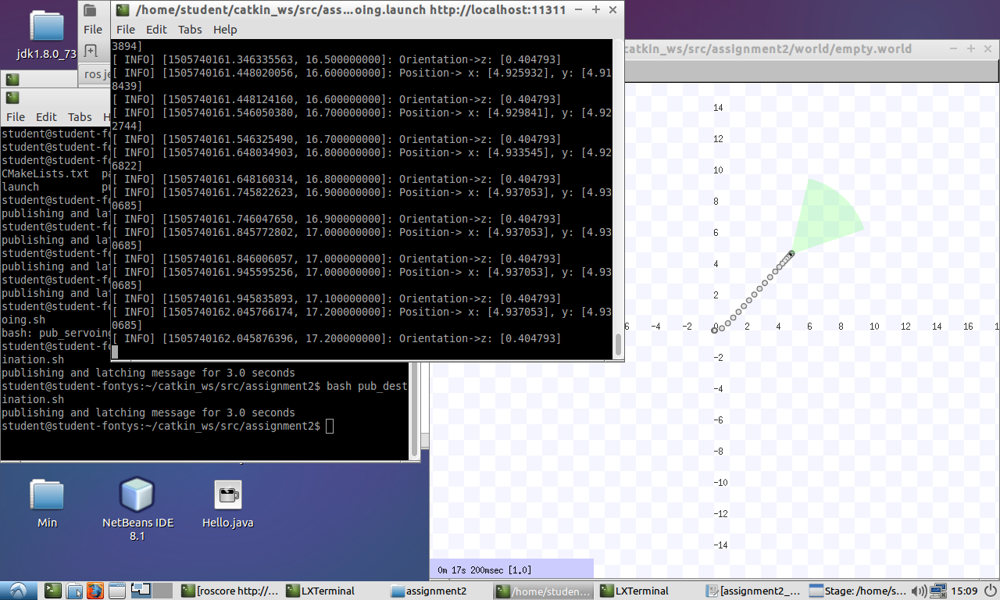 jdk1.8.0_73
File
ros je
/home/student/catkin_ws/src/ass...oing.launch http://localhost:11311
File Edit Tabs Help
3894]
[ INFO] [1505740161.346335563, 16.500000000]: Orientation->z: [0.404793]
[ INFO] [1505740161.448020056, 16.600000000]: Position-> x: [4.925932], y: [4.91
8439]
[ INFO] [1505740161.448124160, 16.600000000]: Orientation->z: [0.404793]
[ INFO] [1505740161.546050380, 16.700000000]: Position-> x: [4.929841], y: [4.92
2744]
[ INFO] [1505740161.546325490, 16.700000000]: Orientation->z: [0.404793]
[ INFO] [1505740161.648034903, 16.800000000]: Position-> x: [4.933545], y: [4.92
6822]
[ INFO] [1505740161.648160314, 16.800000000]: Orientation->z: [0.404793]
[ INFO] [1505740161.745822623, 16.900000000]: Position-> x: [4.937053], y: [4.93
0685]
[ INFO] [1505740161.746047650, 16.900000000]: Orientation->z: [0.404793]
[ INFO] [1505740161.845772802, 17.000000000]: Position-> x: [4.937053], y: [4.93
0685]
[ INFO] [1505740161.846006057, 17.000000000]: Orientation->z: [0.404793]
[ INFO] [1505740161.945595256, 17.000000000]: Position-> x: [4.937053], y: [4.93
0685]
[ INFO] [1505740161.945835893, 17.100000000]: Orientation->z: [0.404793]
[ INFO] [1505740162.045766174, 17.200000000]: Position-> x: [4.937053], y: [4.93
0685]
[ INFO] [1505740162.045876396, 17.200000000]: Orientation->z: [0.404793]
File Edit Tabs H
student@student-fo
student@student-fo
student@student-fo
CMakeLists.txt pa
launch pu
student@student-fo
publishing and lat
student@student-fo
publishing and lat
student@student-fo
publishing and lat
student@student-fo
publishing and lat
student@student-fo
oing.sh
bash: pub_servoing
student@student-fo
ination.sh
publishing and latching message for 3.0 seconds
student@student-fontys:~/catkin_ws/src/assignment2$ bash pub_dest
ination.sh
publishing and latching message for 3.0 seconds
student@student-fontys:~/catkin_ws/src/assignment2$
catkin_ws/src/assignment2/world/empty.world
14
12
10
8
6
4
2
6 -4 -2 0 2 4 6 8 10 12 14 16 1
-2
-4
-6
-8
-10
-12
-14
0m 17s 200msec [1.0]
Min
NetBeans IDE
8.1
Hello.java
[roscore http://... LXTerminal assignment2 /home/studen... LXTerminal [assignment2_... Stage: /home/s... 15:09